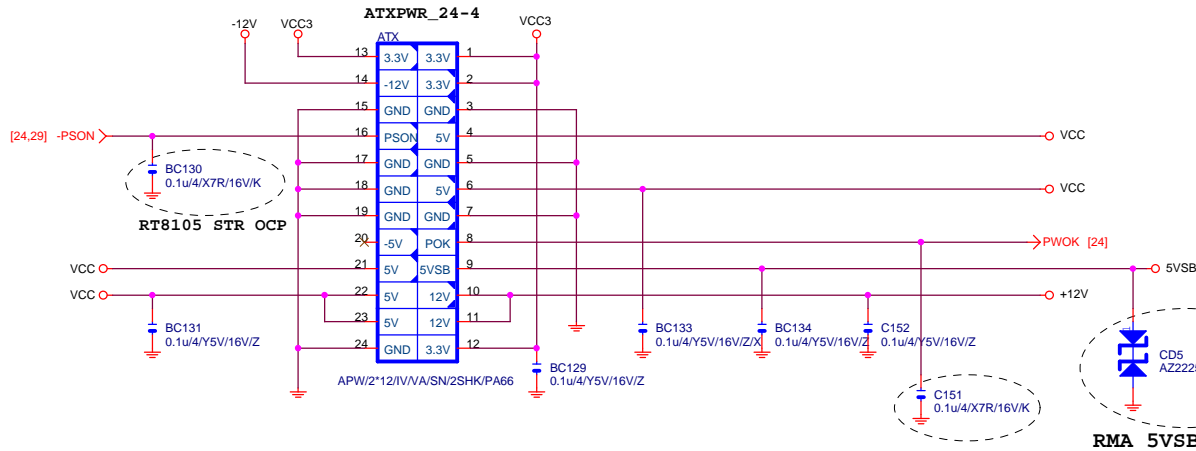 ATXPWR_24-4
-12V VCC3 VCC3
ATX
13 3.3V 3.3V 1
14 -12V 3.3V 2
15 GND GND 3
[24,29] -PSON 16 PSON 5V 4 VCC
17 GND GND 5
BC130
0.1u/4/X7R/16V/K
18 GND 5V 6 VCC
19 GND GND 7
RT8105 STR OCP
20 -5V POK 8 PWOK [24]
VCC 21 5V 5VSB 9 5VSB
VCC 22 5V 12V 10 +12V
23 5V 12V 11
24 GND 3.3V 12
BC131
0.1u/4/Y5V/16V/Z
BC133
0.1u/4/Y5V/16V/Z/X
BC134
0.1u/4/Y5V/16V/Z
C152
0.1u/4/Y5V/16V/Z
CD5
AZ2225
BC129
0.1u/4/Y5V/16V/Z
APW/2*12/IV/VA/SN/2SHK/PA66
C151
0.1u/4/X7R/16V/K
RMA 5VSB